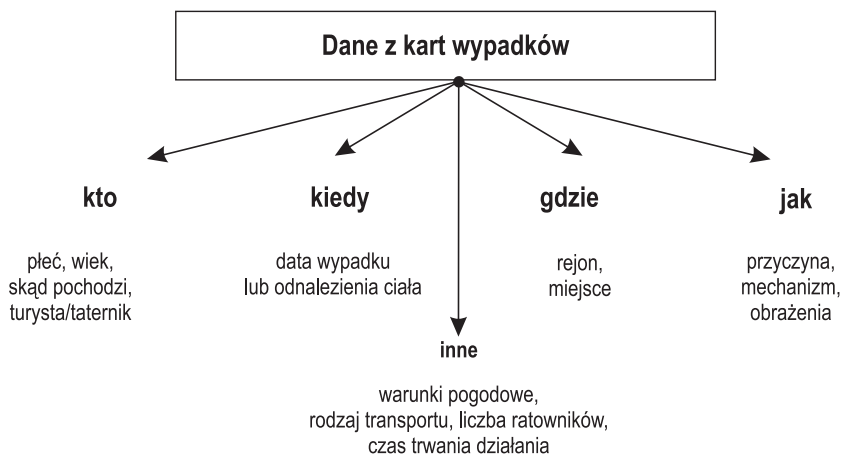 Dane z kart wypadków
kto
płeć, wiek,
skąd pochodzi,
turysta/taternik
kiedy
data wypadku
lub odnalezienia ciała
gdzie
rejon,
miejsce
jak
przyczyna,
mechanizm,
obrażenia
inne
warunki pogodowe,
rodzaj transportu, liczba ratowników,
czas trwania działania